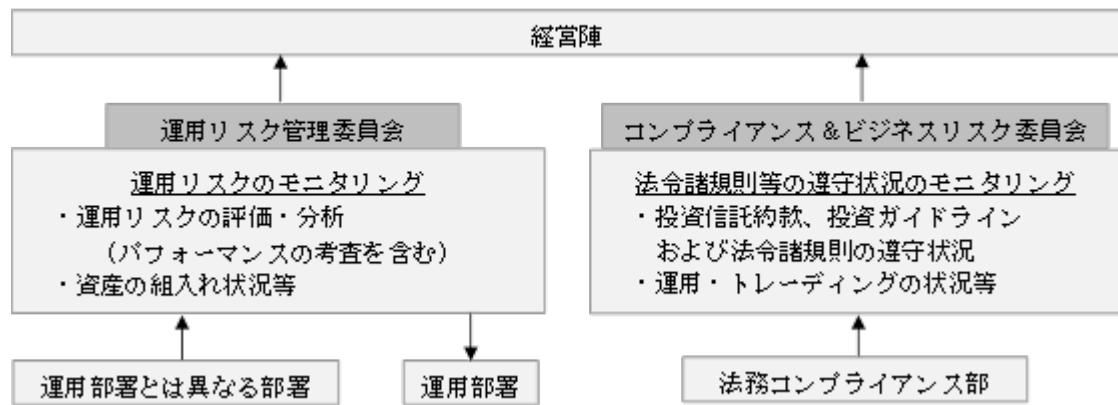 経営陣
運用リスク管理委員会
運用リスクのモニタリング
・運用リスクの評価・分析
（パフォーマンスの考査を含む）
・資産の組入れ状況等
運用部署とは異なる部署
運用部署
コンプライアンス＆ビジネスリスク委員会
法令諸規則等の遵守状況のモニタリング
・投資信託約款、投資ガイドライン
および法令諸規則の遵守状況
・運用・トレーディングの状況等
法務コンプライアンス部